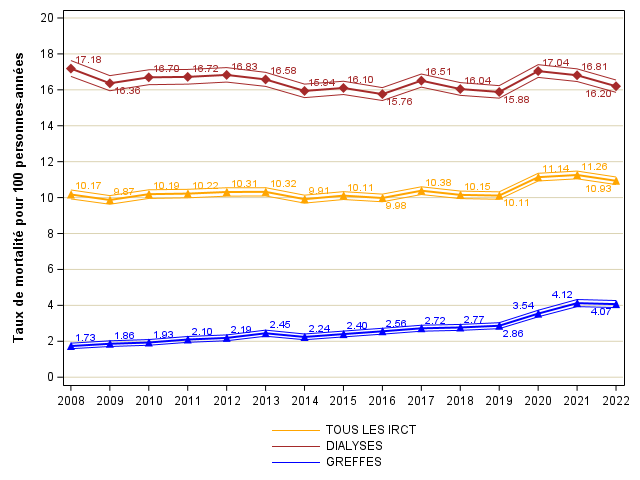 Taux de mortalité pour 100 personnes-années
20
18
16
14
12
10
8
6
4
2
0
17.18 16.36 16.70 16.72 16.83 16.58 15.94 16.10 15.76 16.51 16.04 15.88 17.04 16.81 16.20
10.17 9.87 10.19 10.22 10.31 10.32 9.91 10.11 9.98 10.38 10.15 10.11 11.14 11.26 10.93
1.73 1.86 1.93 2.10 2.19 2.45 2.24 2.40 2.56 2.72 2.77 2.86 3.54 4.12 4.07
2008 2009 2010 2011 2012 2013 2014 2015 2016 2017 2018 2019 2020 2021 2022
TOUS LES IRCT
DIALYSES
GREFFES